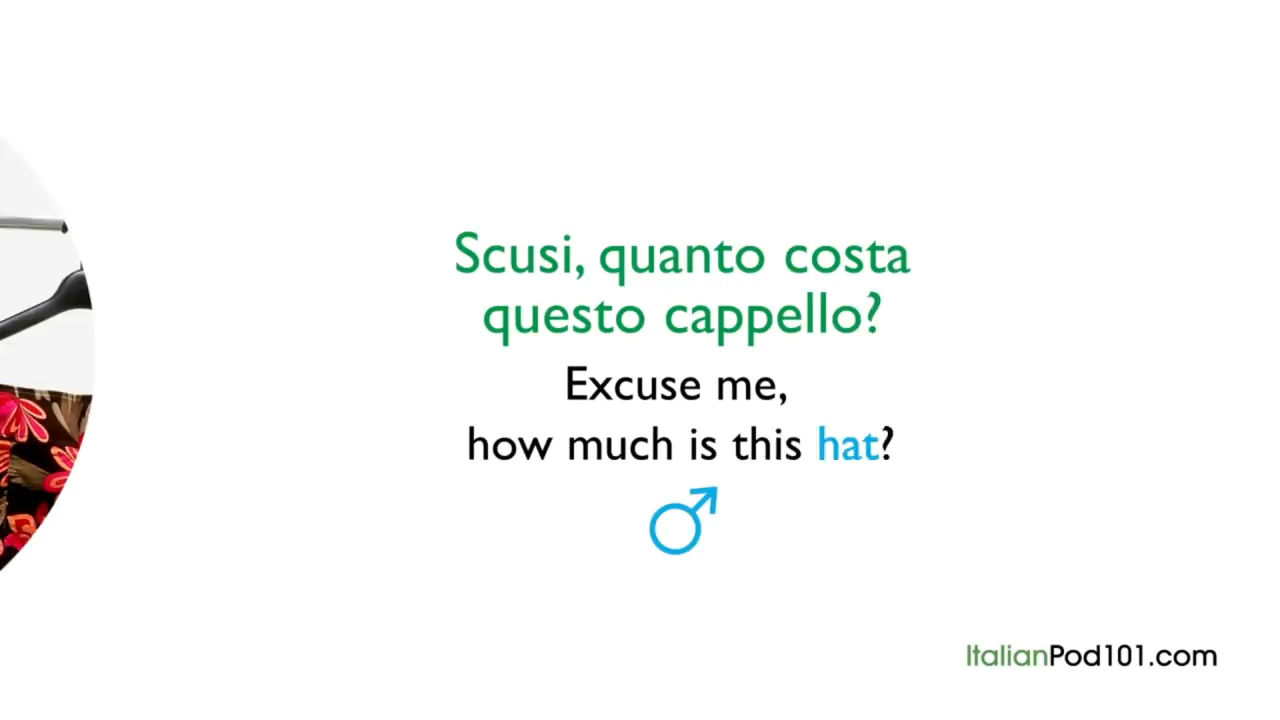 Scusi, quanto costa
questo cappello?
Excuse me,
how much is this hat?
ItalianPod101.com